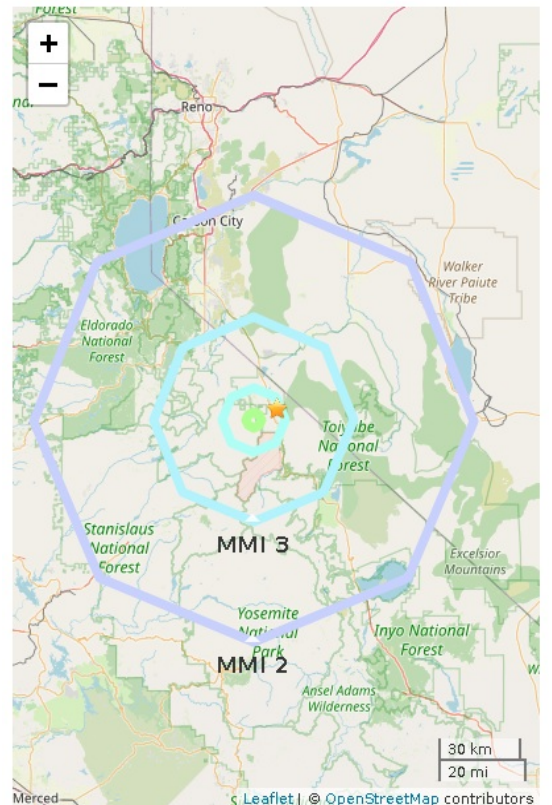 Forest
+
−
Reno
Carson City
Walker
River Paiute
Tribe
Eldorado
National
Forest
Toiyabe
National
Forest
MMI 3
Stanislaus
National
Forest
Excelsior
Mountains
Yosemite
National
Park
MMI 2
Inyo National
Forest
Ansel Adams
Wilderness
30 km
20 mi
Merced
Leaflet | © OpenStreetMap contributors